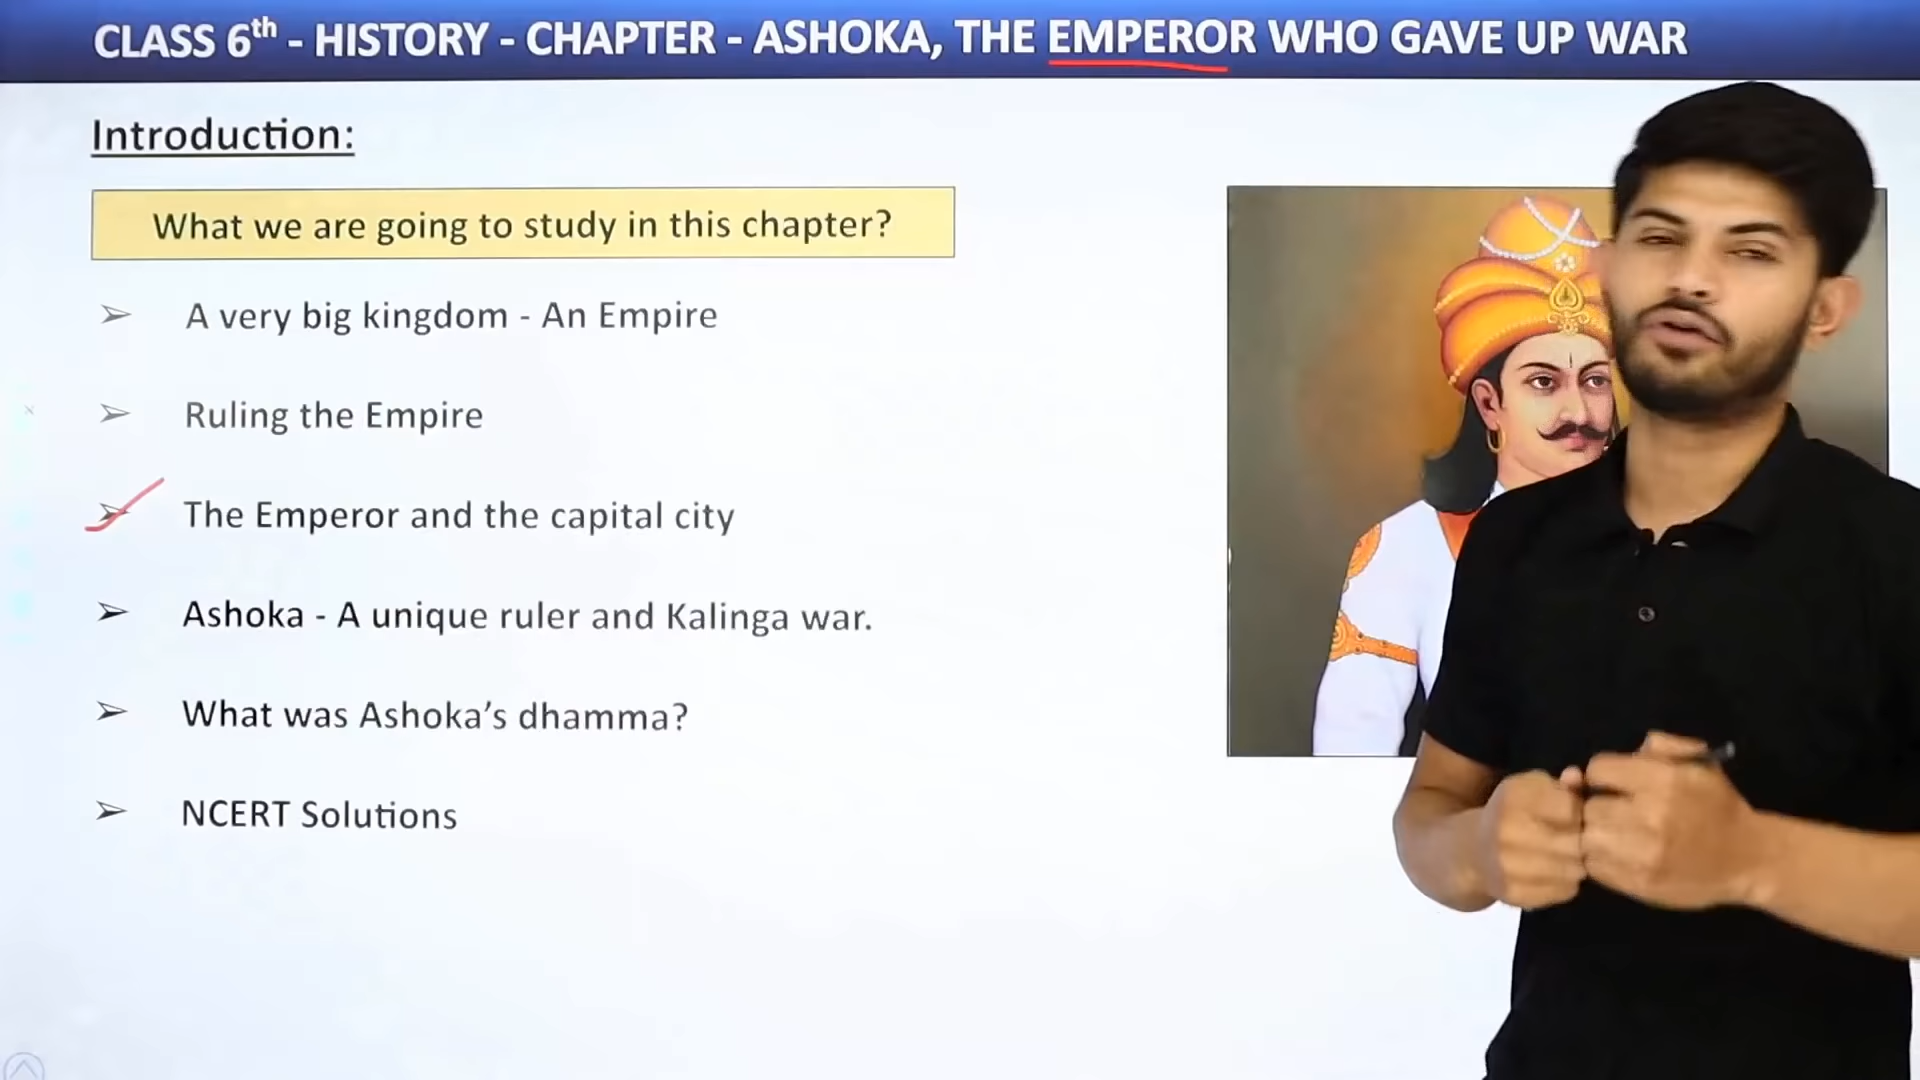 CLASS 6th - HISTORY - CHAPTER - ASHOKA, THE EMPEROR WHO GAVE UP WAR
Introduction:
What we are going to study in this chapter?
➢ A very big kingdom - An Empire
➢ Ruling the Empire
➢ The Emperor and the capital city
➢ Ashoka - A unique ruler and Kalinga war.
➢ What was Ashoka’s dhamma?
➢ NCERT Solutions